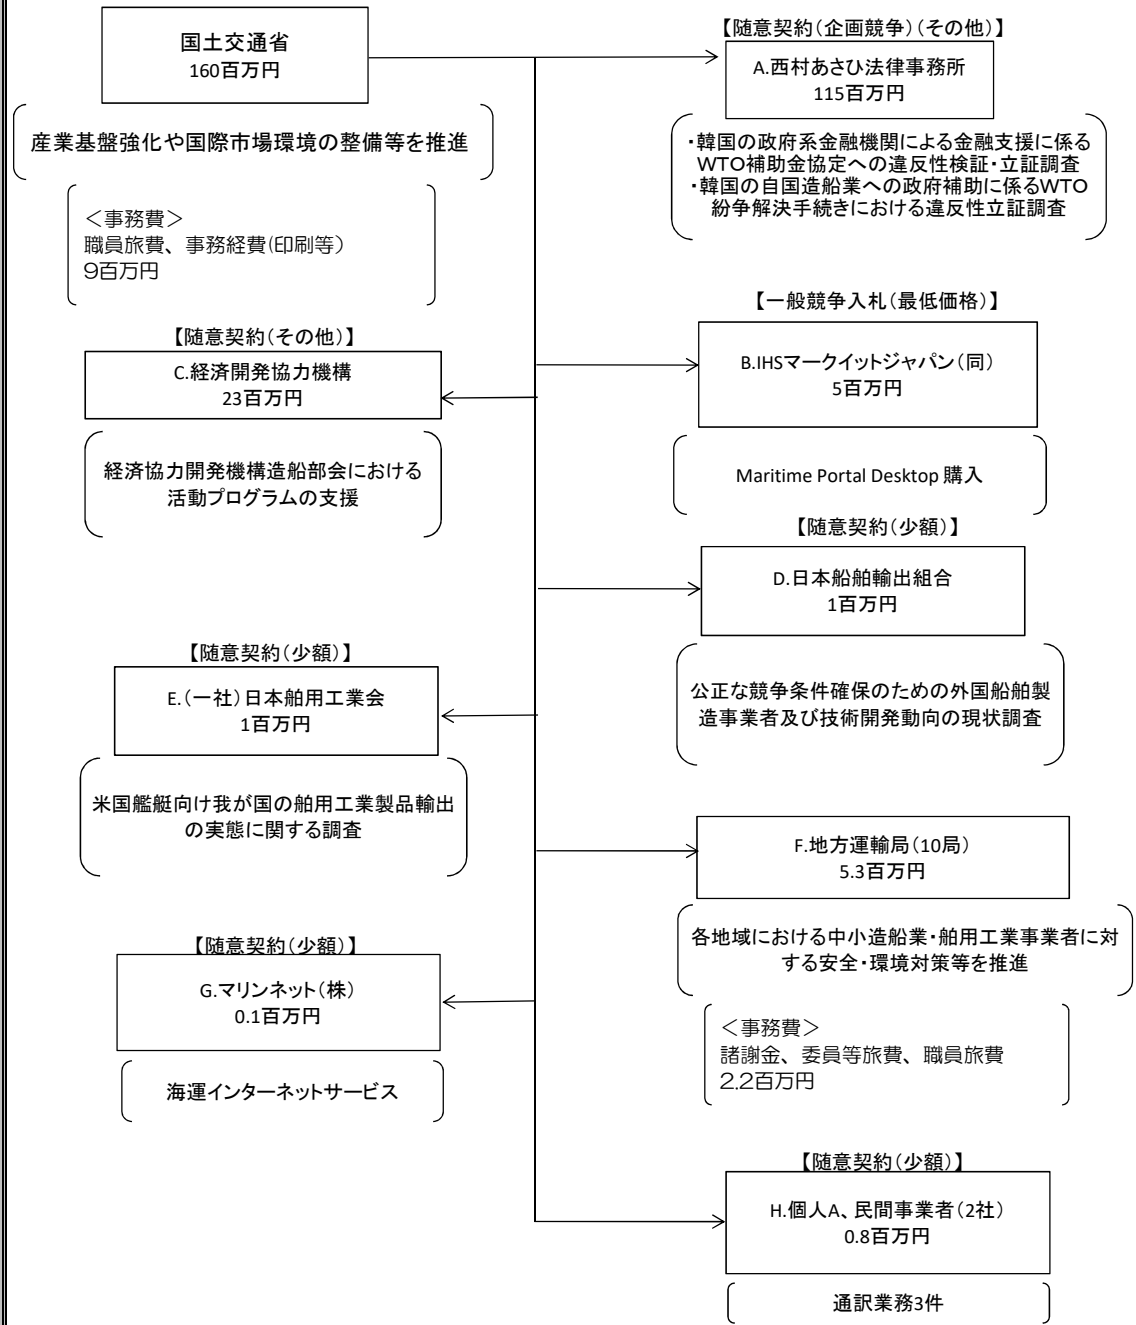 国土交通省
160百万円
産業基盤強化や国際市場環境の整備等を推進
＜事務費＞
職員旅費、事務経費(印刷等）
9百万円
【随意契約(企画競争)(その他)】
A.西村あさひ法律事務所
115百万円
・韓国の政府系金融機関による金融支援に係る
WTO補助金協定への違反性検証・立証調査
・韓国の自国造船業への政府補助に係るWTO
紛争解決手続きにおける違反性立証調査
【一般競争入札(最低価格)】
B.IHSマークイットジャパン（同）
5百万円
Maritime Portal Desktop 購入
【随意契約(その他)】
C.経済開発協力機構
23百万円
経済協力開発機構造船部会における
活動プログラムの支援
【随意契約(少額)】
D.日本船舶輸出組合
1百万円
公正な競争条件確保のための外国船舶製
造事業者及び技術開発動向の現状調査
【随意契約(少額)】
E.(一社)日本舶用工業会
1百万円
米国艦艇向け我が国の舶用工業製品輸出
の実態に関する調査
F.地方運輸局（10局）
5.3百万円
各地域における中小造船業・舶用工業事業者に対
する安全・環境対策等を推進
＜事務費＞
諸謝金、委員等旅費、職員旅費
2.2百万円
【随意契約(少額)】
G.マリンネット（株）
0.1百万円
海運インターネットサービス
【随意契約(少額)】
H.個人A、民間事業者（2社）
0.8百万円
通訳業務3件